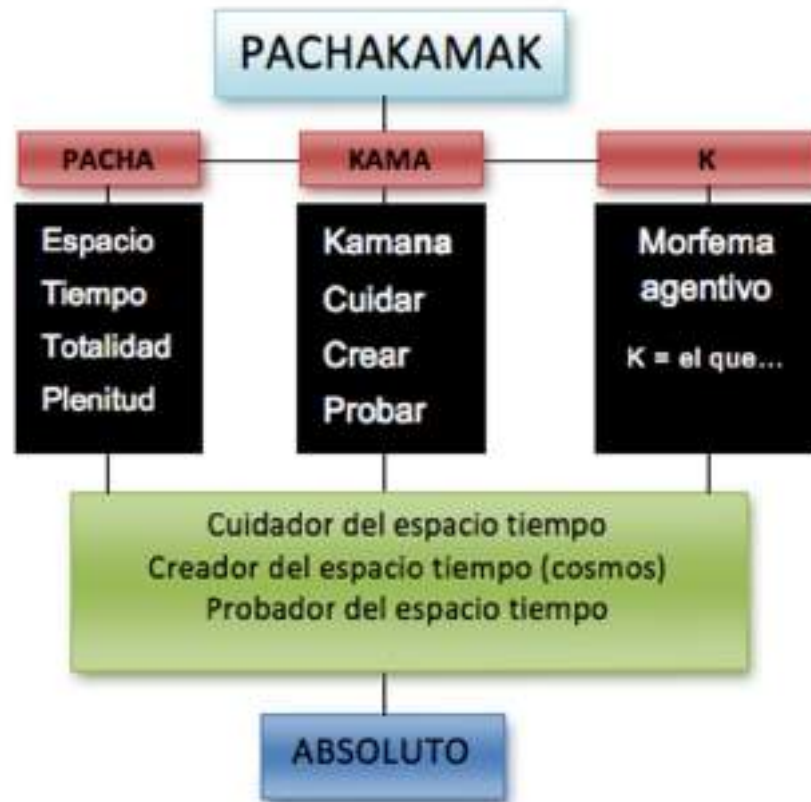 PACHAKAMAK
PACHA
KAMA
K
Espacio
Tiempo
Totalidad
Plenitud
Kamana
Cuidar
Crear
Probar
Morfema
agentivo
K = el que...
Cuidador del espacio tiempo
Creador del espacio tiempo (cosmos)
Probador del espacio tiempo
ABSOLUTO